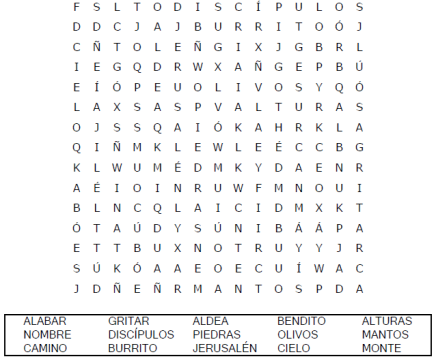 F S L T O D I S C Í P U L O S
D D C J A J B U R R I T O Ó J
C Ñ T O L E Ñ G I X J G B R L
I E G Q D R W X A Ñ G E P B Ú
E Í Ó P E U O L I V O S Y Q Ó
L A X S A S P V A L T U R A S
O J S S Q A I Ó K A H R K L A
Q I Ñ M K L E W L E É C C B G
K L W U M É D M K Y D A E N R
A É I O I N R U W F M N O U I
B L N C Q L A I C I D M X K T
Ó T A Ú D Y S Ú N I B Á Á P A
E T T B U X N O T R U Y Y J R
S Ú K Ó A A E O E C U Í W A C
J D Ñ E Ñ R M A N T O S P D A
ALABAR GRITAR ALDEA BENDITO ALTURAS
NOMBRE DISCÍPULOS PIEDRAS OLIVOS MANTOS
CAMINO BURRITO JERUSALÉN CIELO MONTE